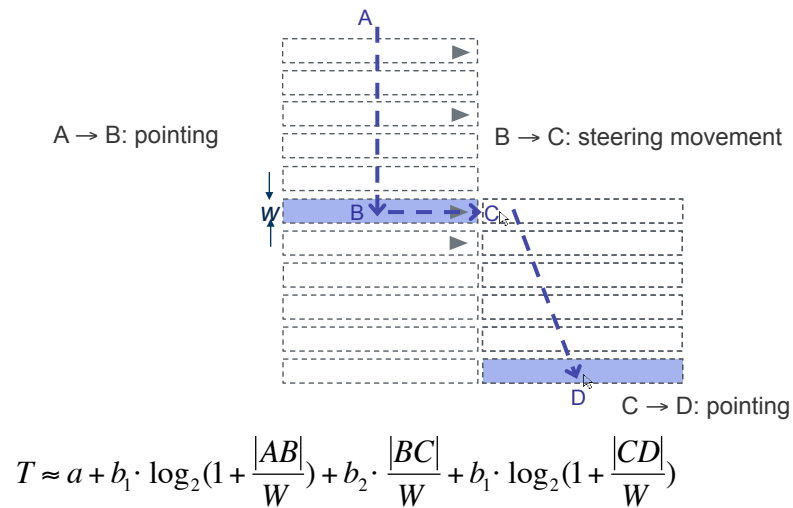 A
A → B: pointing
B → C: steering movement
W
B
C
D
C → D: pointing
T ≈ a + b₁· log₂(1 + |AB|/W) + b₂· |BC|/W + b₁· log₂(1 + |CD|/W)